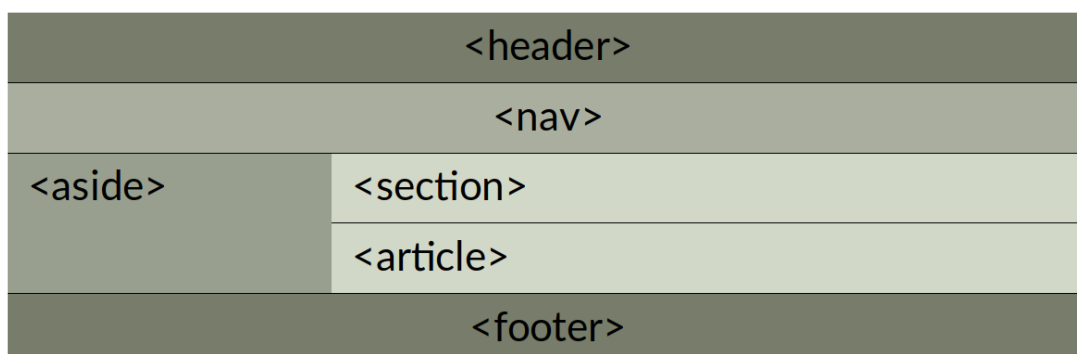 <header>
<nav>
<aside>
<section>
<article>
<footer>